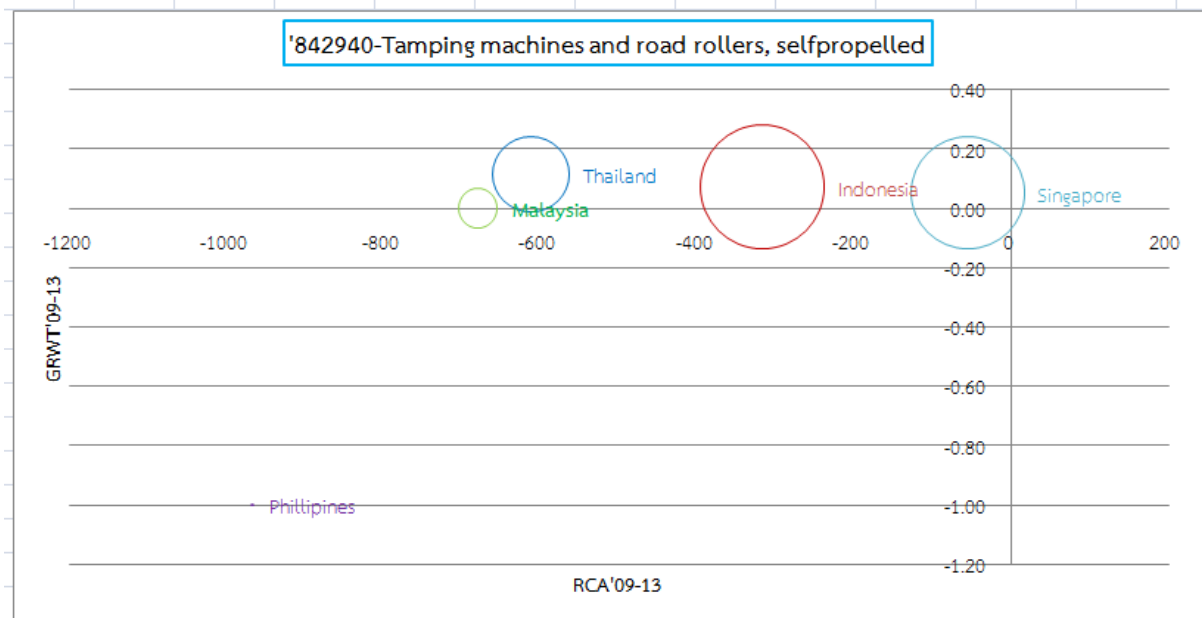 '842940-Tamping machines and road rollers, selfpropelled
0.40
0.20
Thailand
Indonesia
Singapore
Malaysia
0.00
-1200 -1000 -800 -600 -400 -200 0 200
-0.20
-0.40
-0.60
-0.80
Phillipines
-1.00
-1.20
GRWT'09-13
RCA'09-13